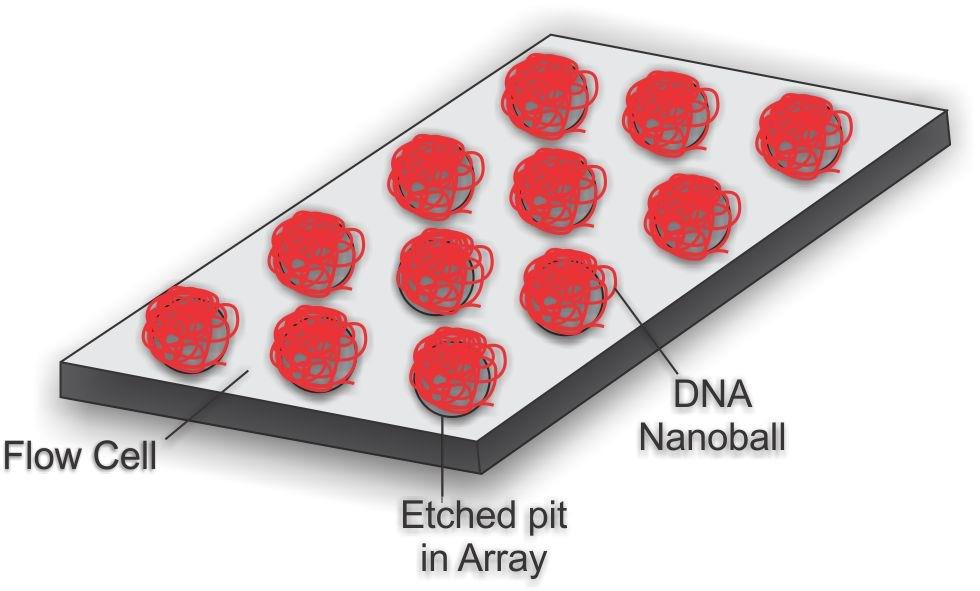 DNA
Nanoball
Flow Cell
Etched pit
in Array